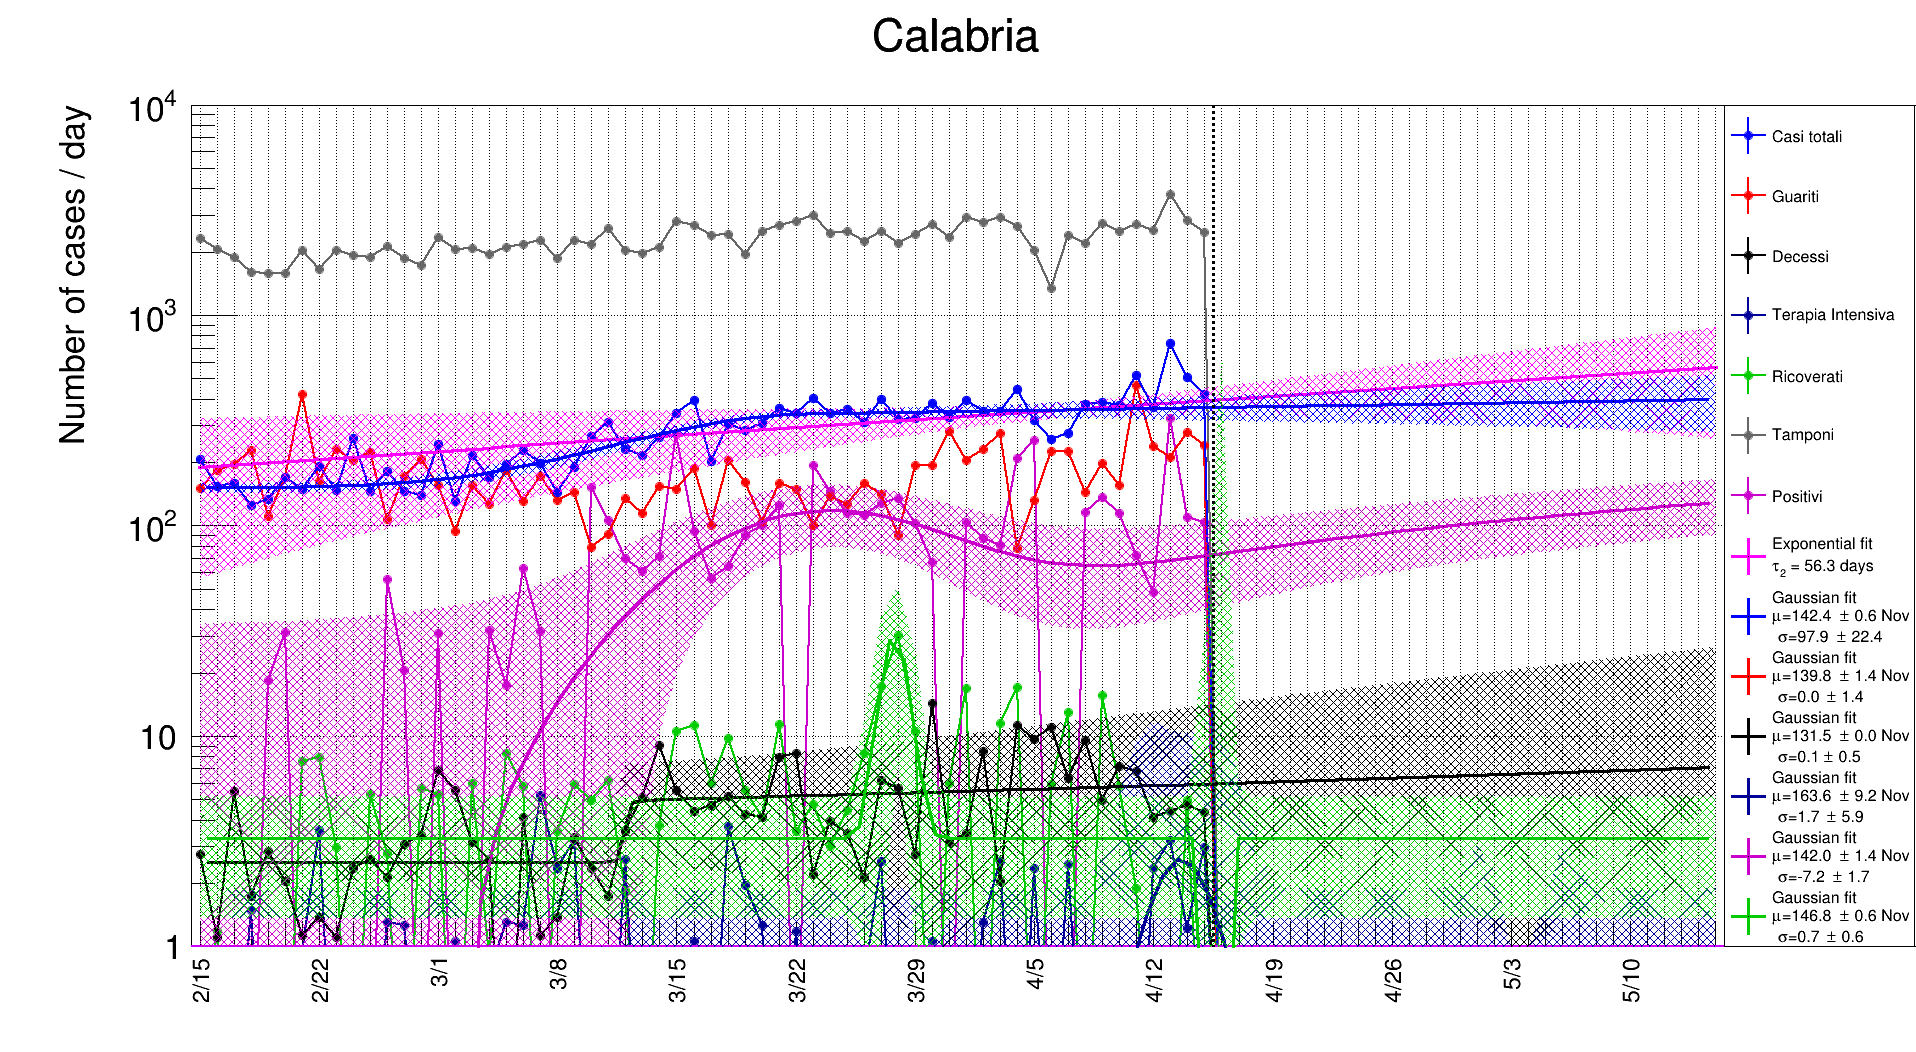 Calabria
Number of cases / day
10^4
10^3
10^2
10
1
2/15
2/22
3/1
3/8
3/15
3/22
3/29
4/5
4/12
4/19
4/26
5/3
5/10
Casi totali
Guariti
Decessi
Terapia Intensiva
Ricoverati
Tamponi
Positivi
Exponential fit
τ₂ = 56.3 days
Gaussian fit
μ=142.4 ± 0.6 Nov
σ=97.9 ± 22.4
Gaussian fit
μ=139.8 ± 1.4 Nov
σ=0.0 ± 1.4
Gaussian fit
μ=131.5 ± 0.0 Nov
σ=0.1 ± 0.5
Gaussian fit
μ=163.6 ± 9.2 Nov
σ=1.7 ± 5.9
Gaussian fit
μ=142.0 ± 1.4 Nov
σ=-7.2 ± 1.7
Gaussian fit
μ=146.8 ± 0.6 Nov
σ=0.7 ± 0.6